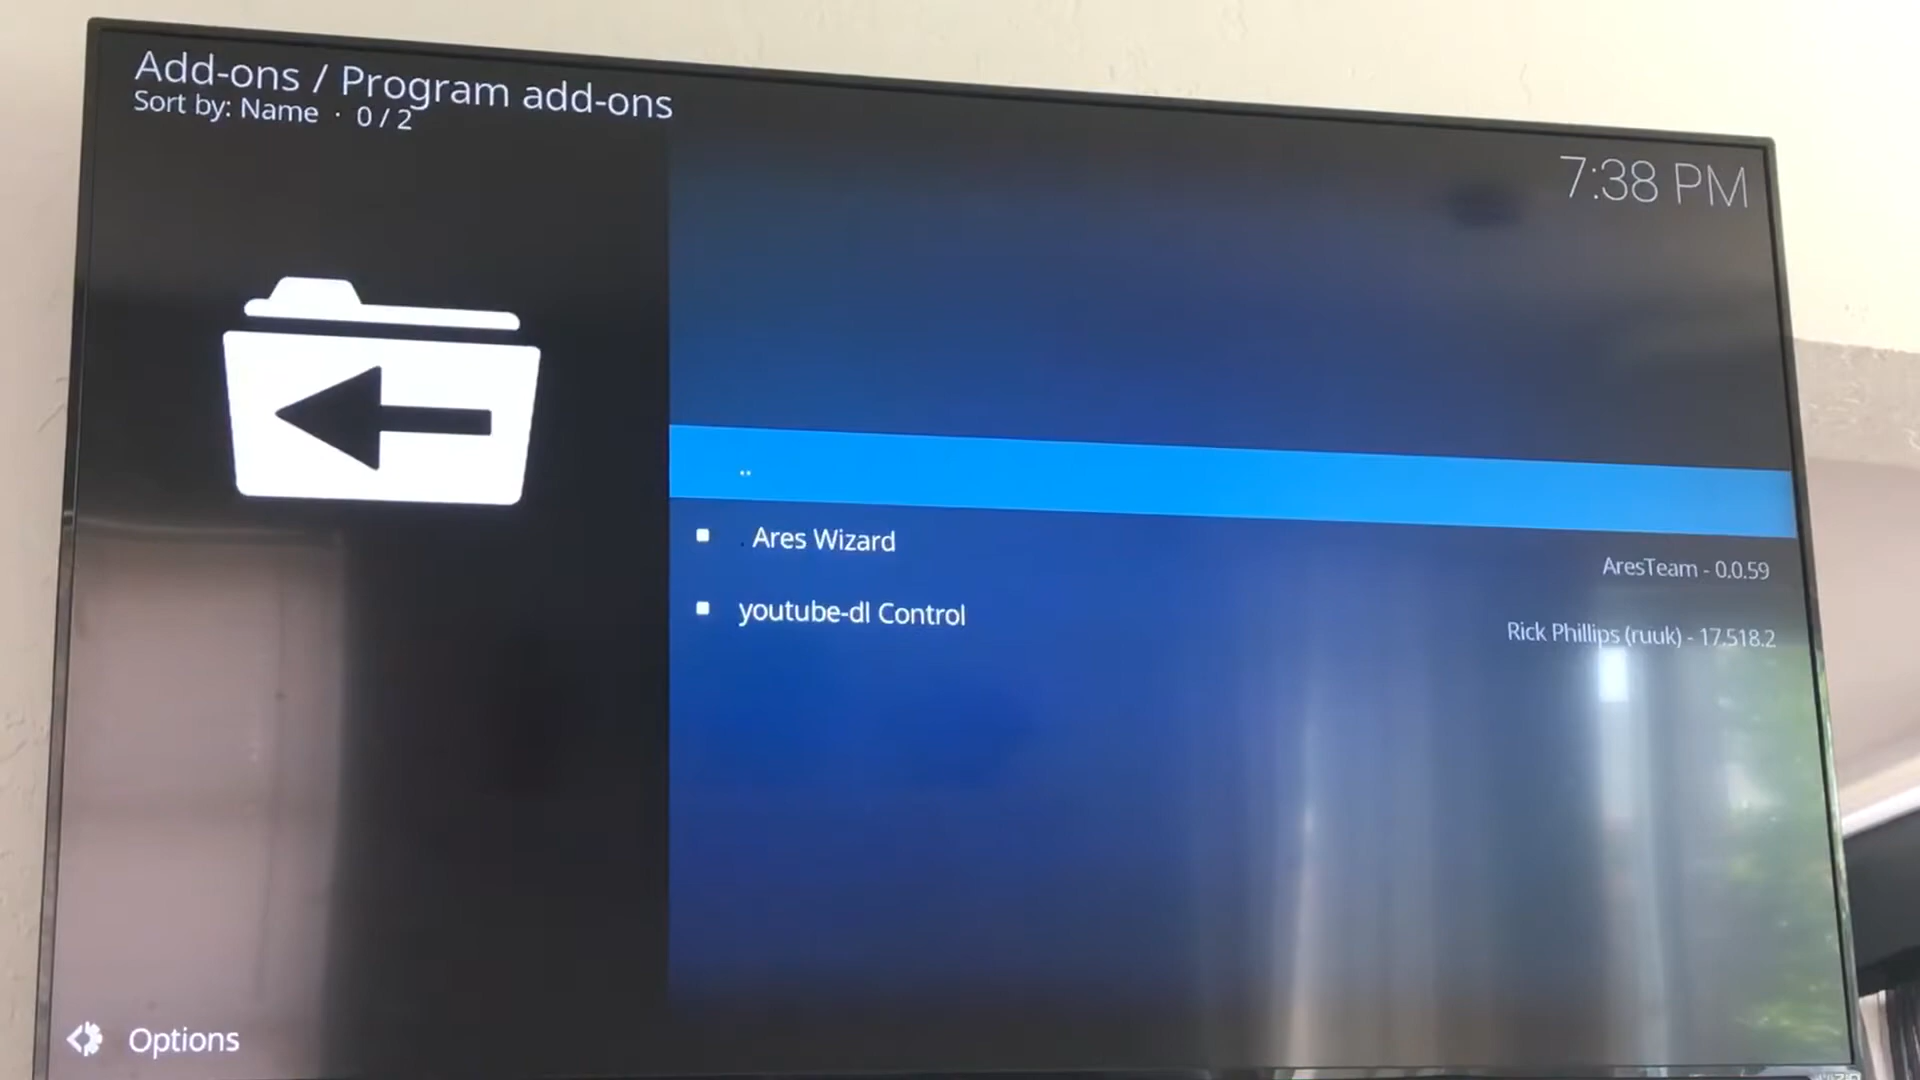 Add-ons / Program add-ons
Sort by: Name · 0 / 2
7:38 PM
..
Ares Wizard
AresTeam - 0.0.59
youtube-dl Control
Rick Phillips (ruuk) - 17.518.2
Options